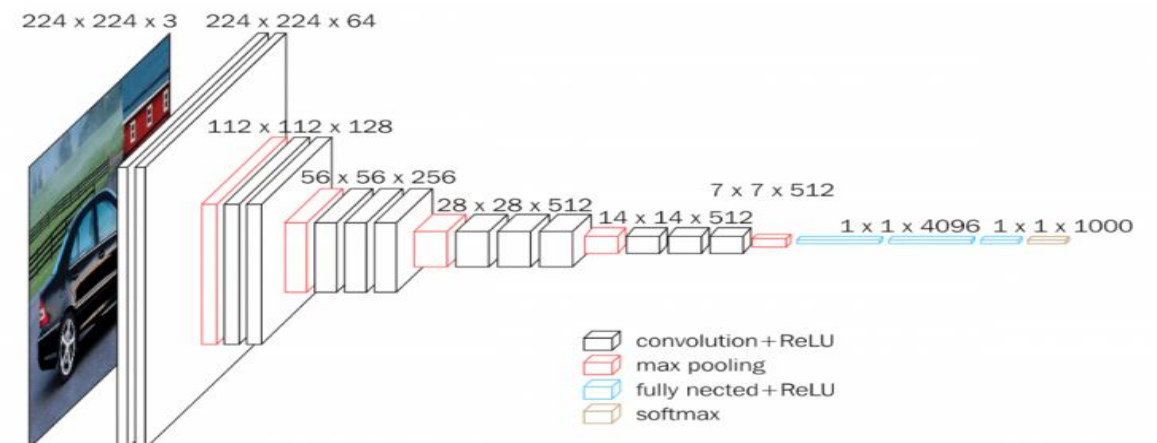 224 x 224 x 3
224 x 224 x 64
112 x 112 x 128
56 x 56 x 256
28 x 28 x 512
14 x 14 x 512
7 x 7 x 512
1 x 1 x 4096
1 x 1 x 1000
convolution+ReLU
max pooling
fully nected+ReLU
softmax